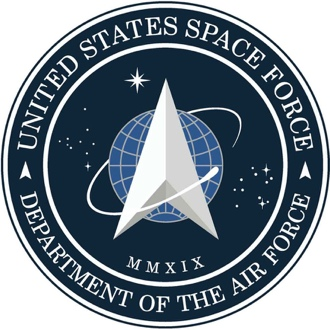 UNITED STATES SPACE FORCE
MMXIX
DEPARTMENT OF THE AIR FORCE